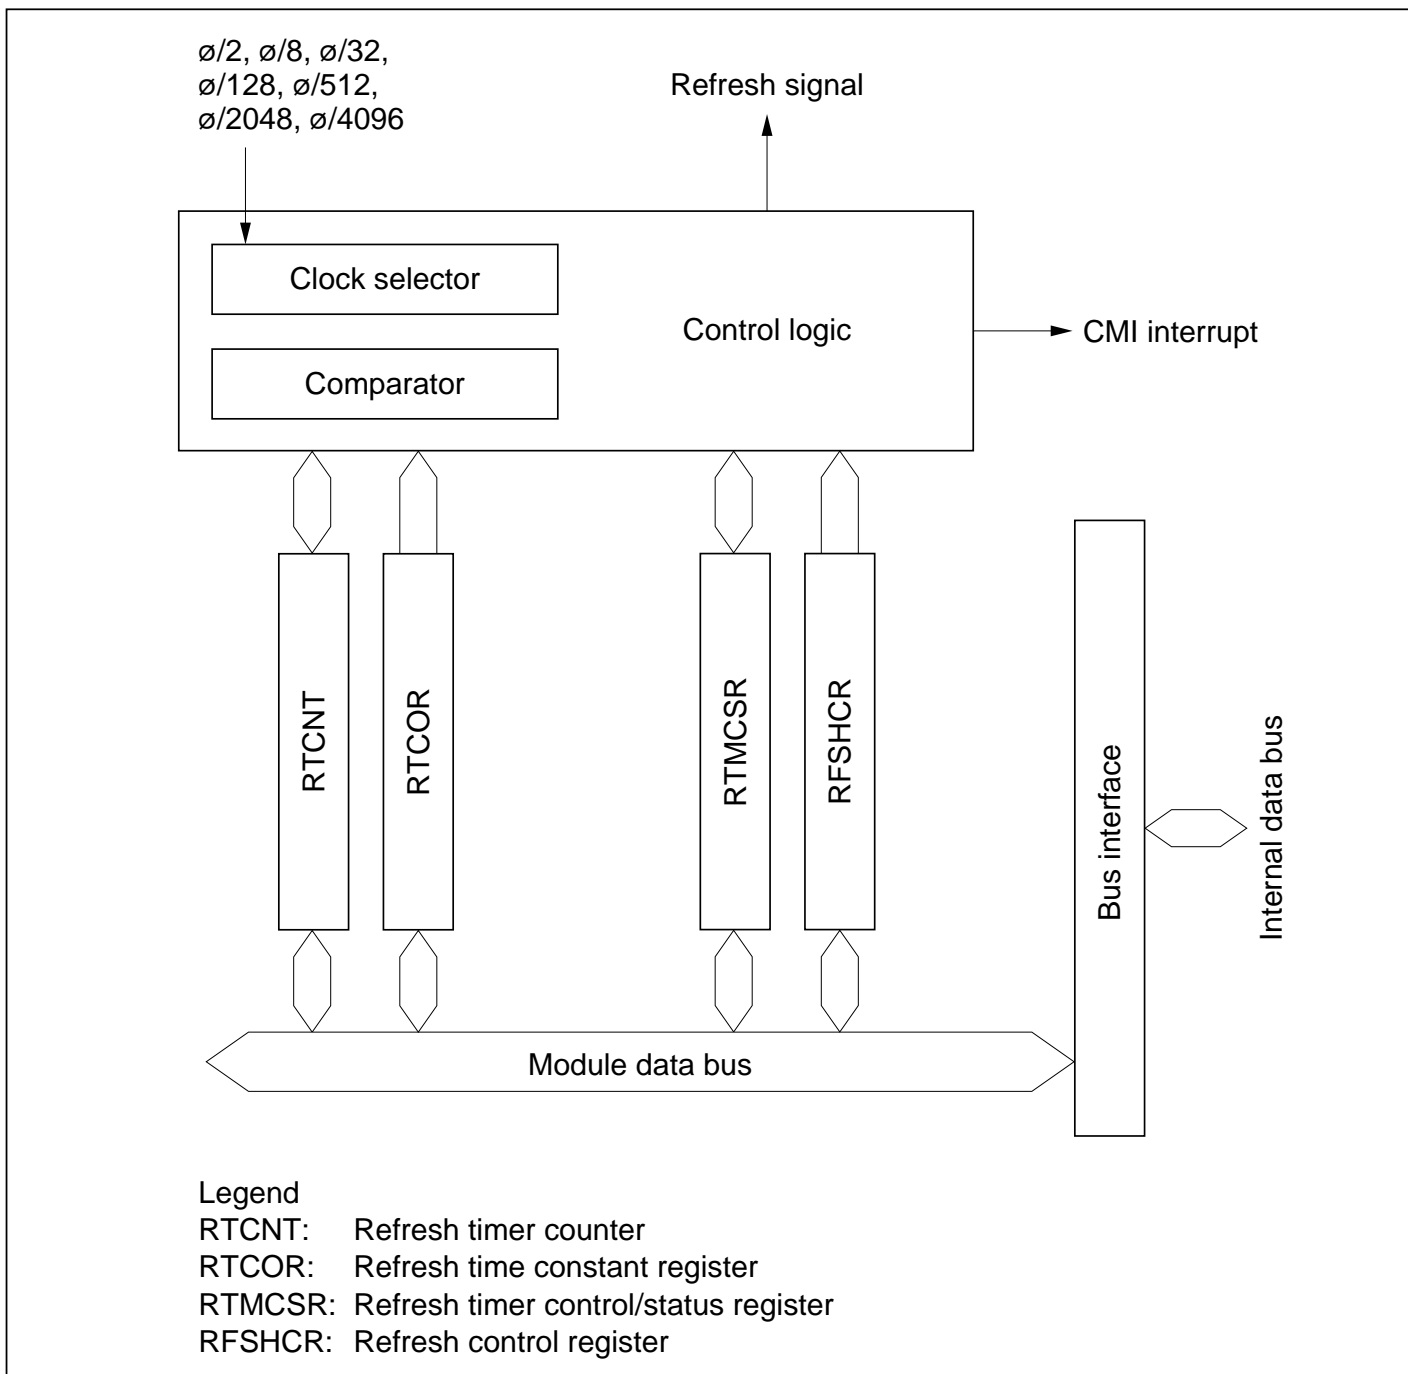 ø/2, ø/8, ø/32,
ø/128, ø/512,
ø/2048, ø/4096
Refresh signal
Clock selector
Control logic
CMI interrupt
Comparator
RTCNT
RTCOR
RTMCSR
RFSHCR
Bus interface
Internal data bus
Module data bus
Legend
RTCNT: Refresh timer counter
RTCOR: Refresh time constant register
RTMCSR: Refresh timer control/status register
RFSHCR: Refresh control register